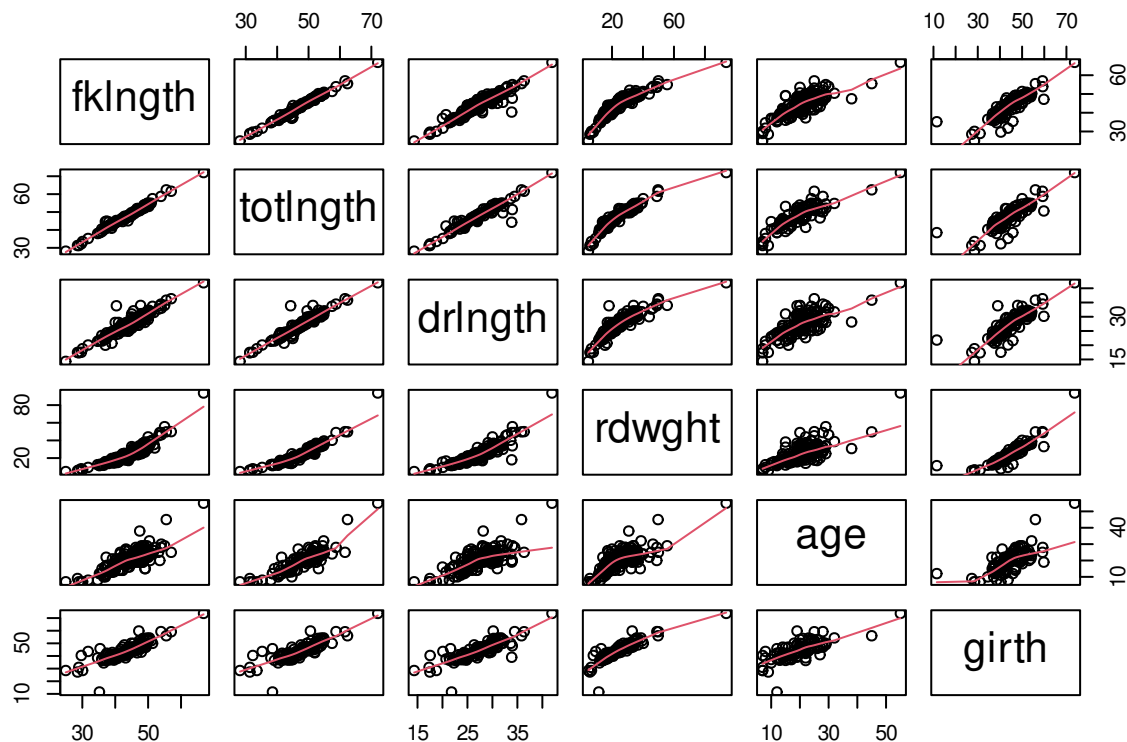 30 50 70 20 60 10 30 50 70
fklngth 30 60
30 60 totlngth
drlngth 15 30
20 80 rdwght
age 10 40
10 50 girth
30 50 15 25 35 10 30 50